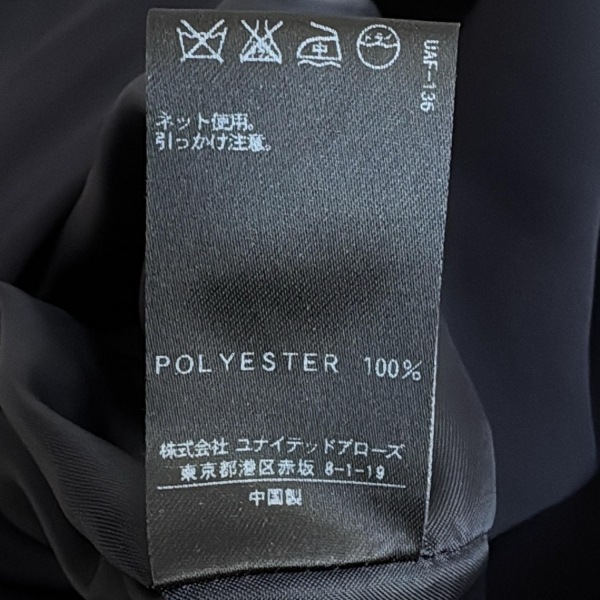 中
ドライ
UAF-136
ネット使用。
引っかけ注意。
POLYESTER 100%
株式会社 ユナイテッドアローズ
東京都港区赤坂 8-1-19
中国製